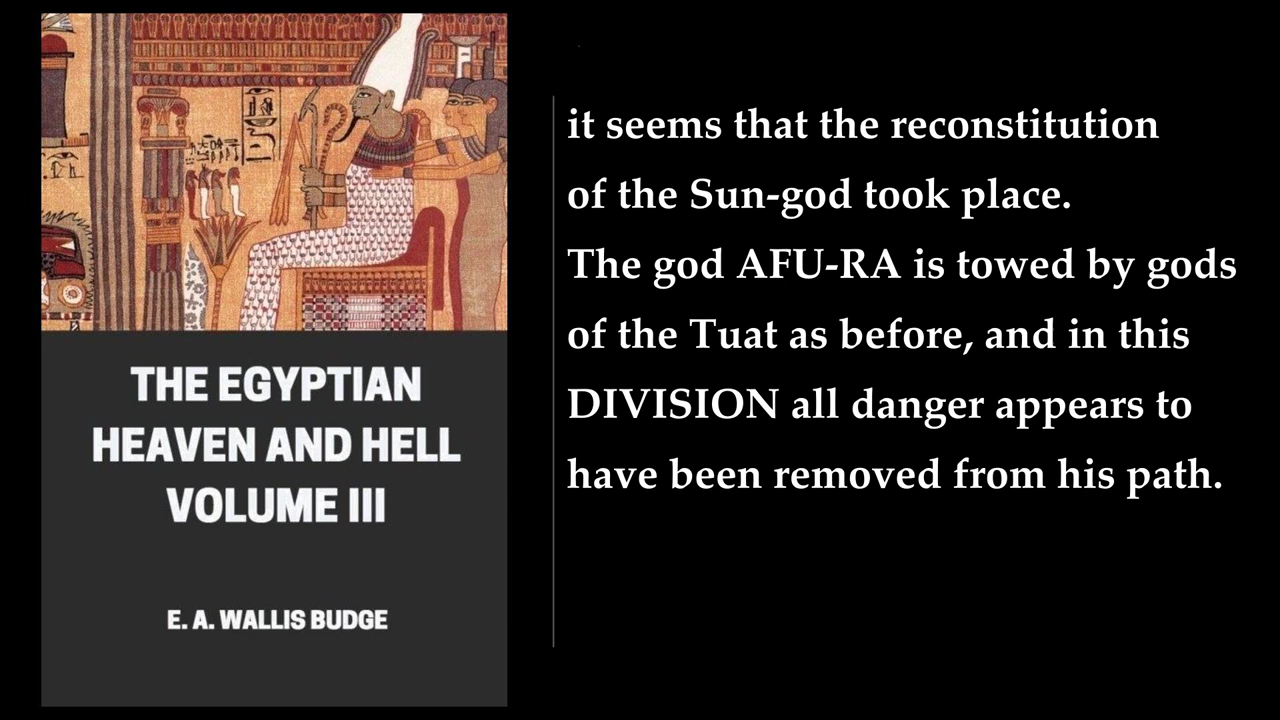 THE EGYPTIAN
HEAVEN AND HELL
VOLUME III
E. A. WALLIS BUDGE
it seems that the reconstitution
of the Sun-god took place.
The god AFU-RA is towed by gods
of the Tuat as before, and in this
DIVISION all danger appears to
have been removed from his path.